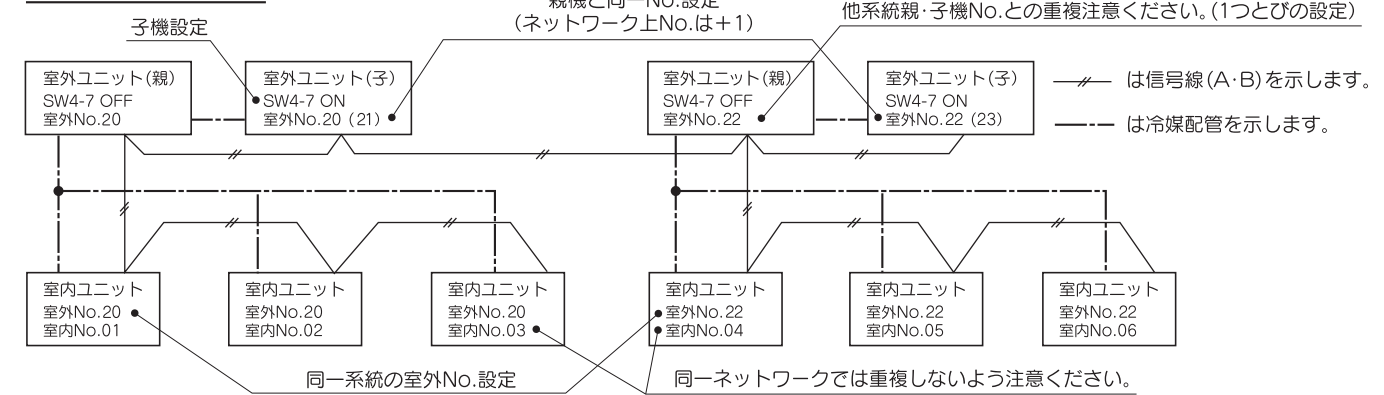 親機と同一No.設定
（ネットワーク上No.は＋1）
他系統親･子機No.との重複注意ください。（1つとびの設定）
子機設定
室外ユニット（親）
SW4-7 OFF
室外No.20
室外ユニット（子）
SW4-7 ON
室外No.20（21）
室外ユニット（親）
SW4-7 OFF
室外No.22
室外ユニット（子）
SW4-7 ON
室外No.22（23）
は信号線（A･B）を示します。
は冷媒配管を示します。
室内ユニット
室外No.20
室内No.01
室内ユニット
室外No.20
室内No.02
室内ユニット
室外No.20
室内No.03
室内ユニット
室外No.22
室内No.04
室内ユニット
室外No.22
室内No.05
室内ユニット
室外No.22
室内No.06
同一系統の室外No.設定
同一ネットワークでは重複しないよう注意ください。